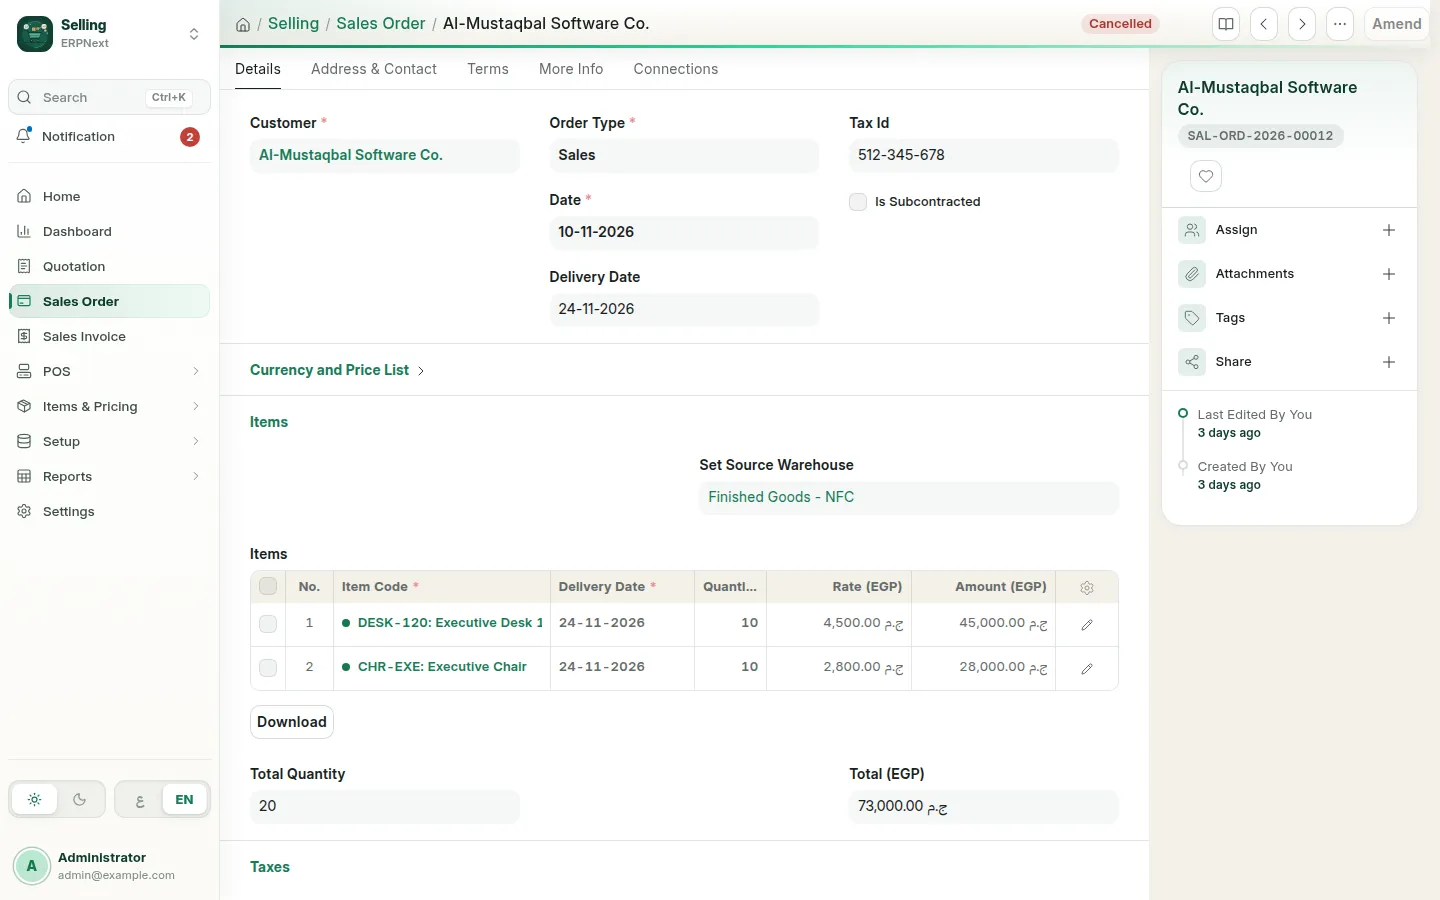 Selling
ERPNext
Search
Ctrl+K
Notification
2
Home
Dashboard
Quotation
Sales Order
Sales Invoice
POS
Items & Pricing
Setup
Reports
Settings
ع
EN
A
Administrator
admin@example.com
/ Selling / Sales Order / Al-Mustaqbal Software Co.
Cancelled
Amend
Details
Address & Contact
Terms
More Info
Connections
Customer *
Al-Mustaqbal Software Co.
Order Type *
Sales
Date *
10-11-2026
Delivery Date
24-11-2026
Tax Id
512-345-678
Is Subcontracted
Currency and Price List
Items
Set Source Warehouse
Finished Goods - NFC
Items
No. Item Code * Delivery Date * Quanti... Rate (EGP) Amount (EGP)
1 DESK-120: Executive Desk 1 24-11-2026 10 4,500.00 ج.م 45,000.00 ج.م
2 CHR-EXE: Executive Chair 24-11-2026 10 2,800.00 ج.م 28,000.00 ج.م
Download
Total Quantity
20
Total (EGP)
73,000.00 ج.م
Taxes
Al-Mustaqbal Software
Co.
SAL-ORD-2026-00012
Assign
Attachments
Tags
Share
Last Edited By You
3 days ago
Created By You
3 days ago